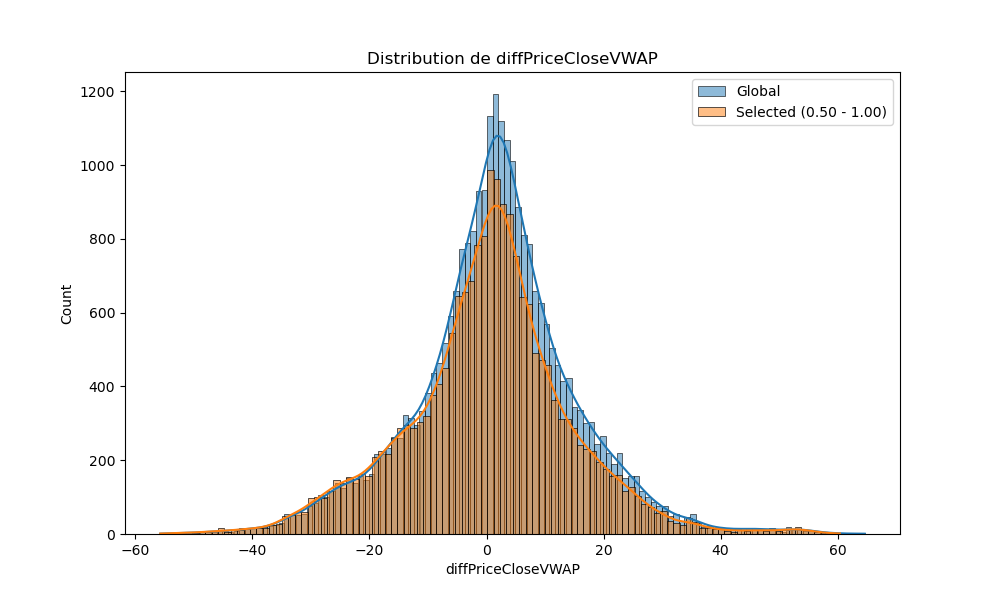 Distribution de diffPriceCloseVWAP
Global
Selected (0.50 - 1.00)
1200
1000
800
600
400
200
0
Count
−60
−40
−20
0
20
40
60
diffPriceCloseVWAP